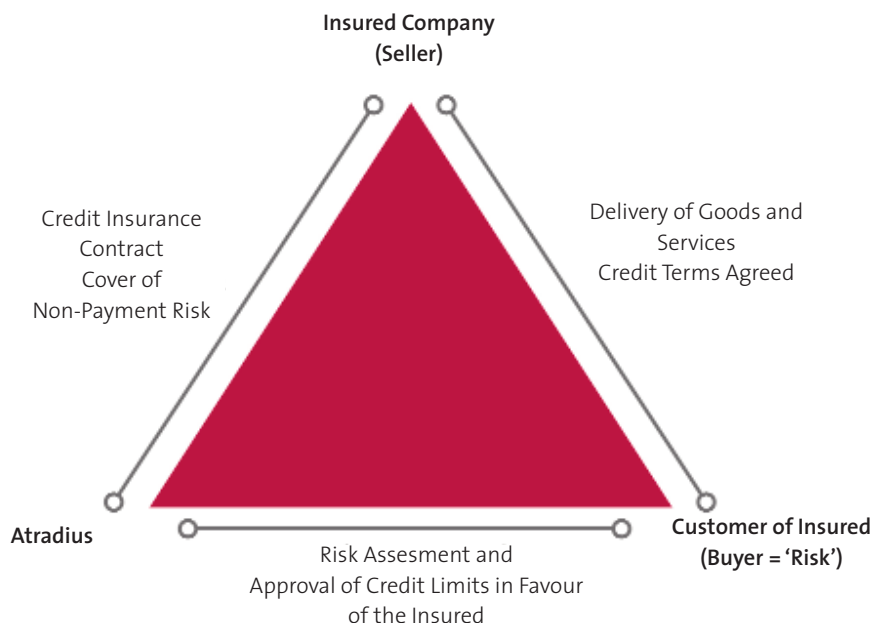 Insured Company
(Seller)
Credit Insurance
Contract
Cover of
Non-Payment Risk
Delivery of Goods and
Services
Credit Terms Agreed
Atradius
Customer of Insured
(Buyer = ‘Risk’)
Risk Assesment and
Approval of Credit Limits in Favour
of the Insured